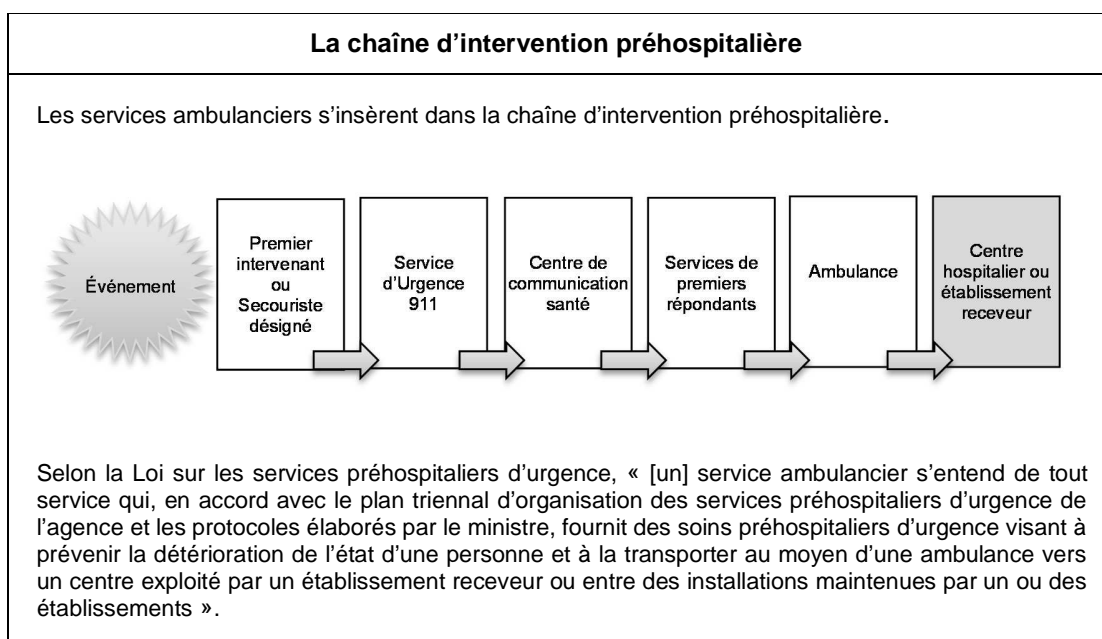 La chaîne d’intervention préhospitalière
Les services ambulanciers s’insèrent dans la chaîne d’intervention préhospitalière.
Événement
Premier
intervenant
ou
Secouriste
désigné
Service
d’Urgence
911
Centre de
communication
santé
Services de
premiers
répondants
Ambulance
Centre
hospitalier ou
établissement
receveur
Selon la Loi sur les services préhospitaliers d’urgence, « [un] service ambulancier s’entend de tout
service qui, en accord avec le plan triennal d’organisation des services préhospitaliers d’urgence de
l’agence et les protocoles élaborés par le ministre, fournit des soins préhospitaliers d’urgence visant à
prévenir la détérioration de l’état d’une personne et à la transporter au moyen d’une ambulance vers
un centre exploité par un établissement receveur ou entre des installations maintenues par un ou des
établissements ».